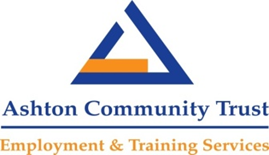 Ashton Community Trust
Employment & Training Services